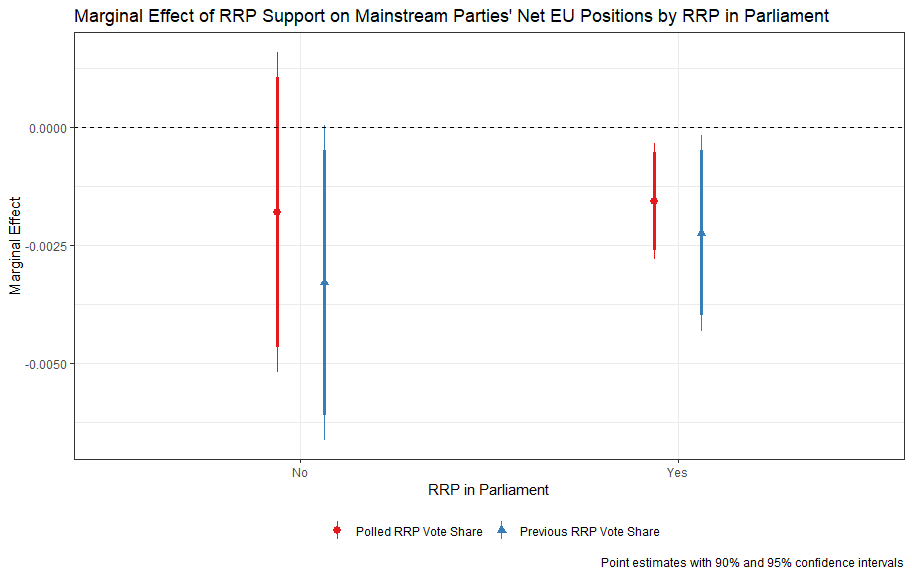 Marginal Effect of RRP Support on Mainstream Parties' Net EU Positions by RRP in Parliament
Marginal Effect
0.0000
-0.0025
-0.0050
No
Yes
RRP in Parliament
Polled RRP Vote Share
Previous RRP Vote Share
Point estimates with 90% and 95% confidence intervals